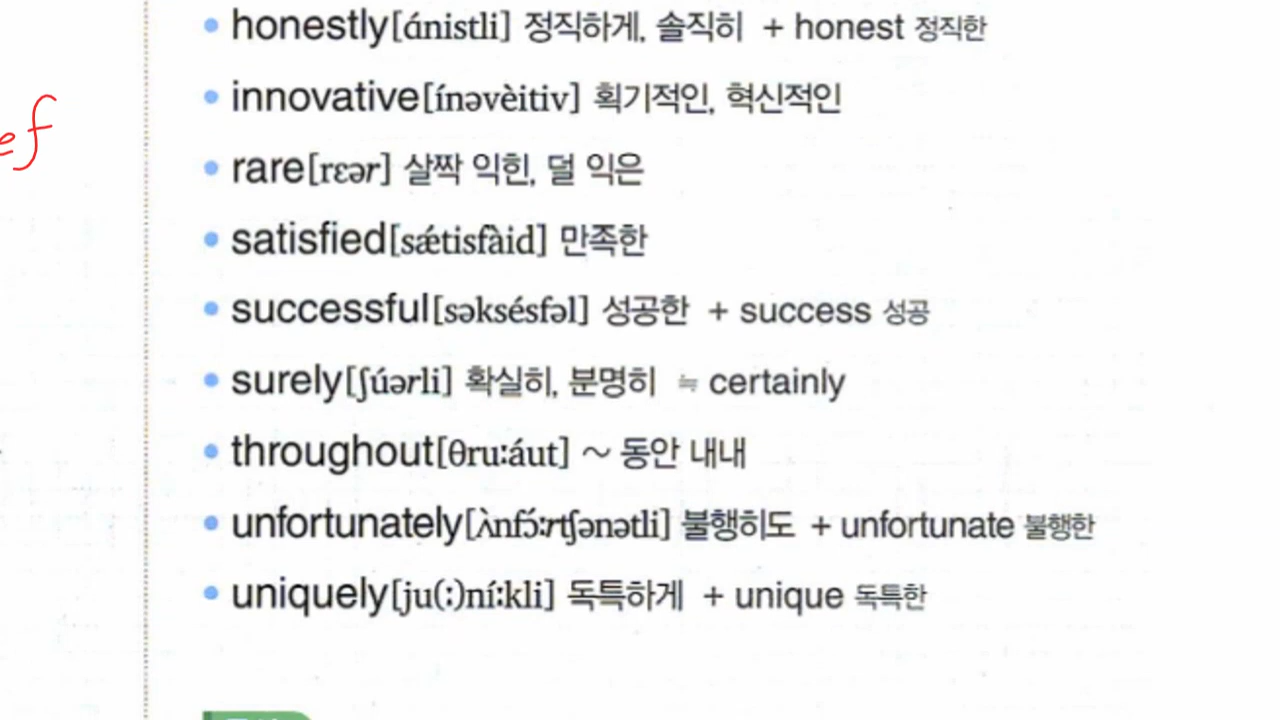 honestly[ánistli] 정직하게, 솔직히 + honest 정직한
innovative[ínəvèitiv] 획기적인, 혁신적인
rare[rɛər] 살짝 익힌, 덜 익은
satisfied[sǽtisfàid] 만족한
successful[səksésfəl] 성공한 + success 성공
surely[ʃúərli] 확실히, 분명히 ≒ certainly
throughout[θruːáut] ~ 동안 내내
unfortunately[ʌ̀nfɔ́ːrtʃənətli] 불행히도 + unfortunate 불행한
uniquely[ju(ː)níːkli] 독특하게 + unique 독특한